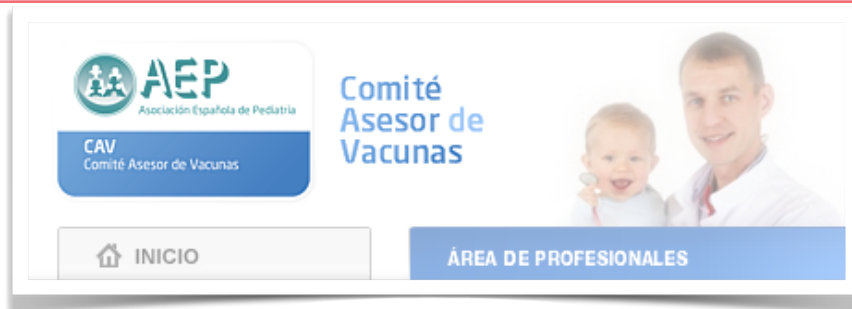 AEP
Asociación Española de Pediatría
CAV
Comité Asesor de Vacunas
Comité
Asesor de
Vacunas
INICIO
ÁREA DE PROFESIONALES